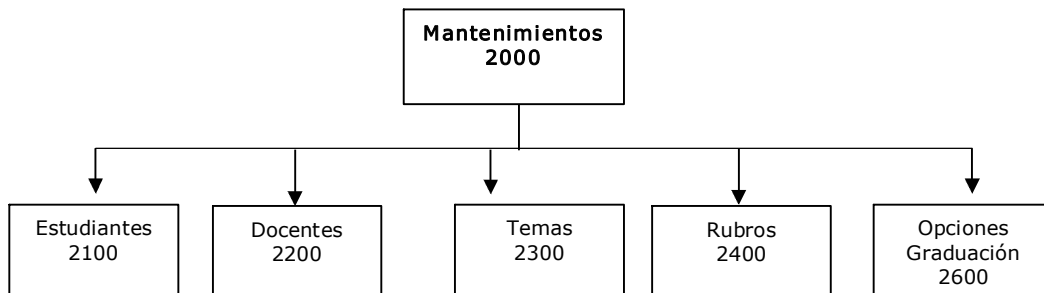 Mantenimientos
2000
Estudiantes
2100
Docentes
2200
Temas
2300
Rubros
2400
Opciones
Graduación
2600